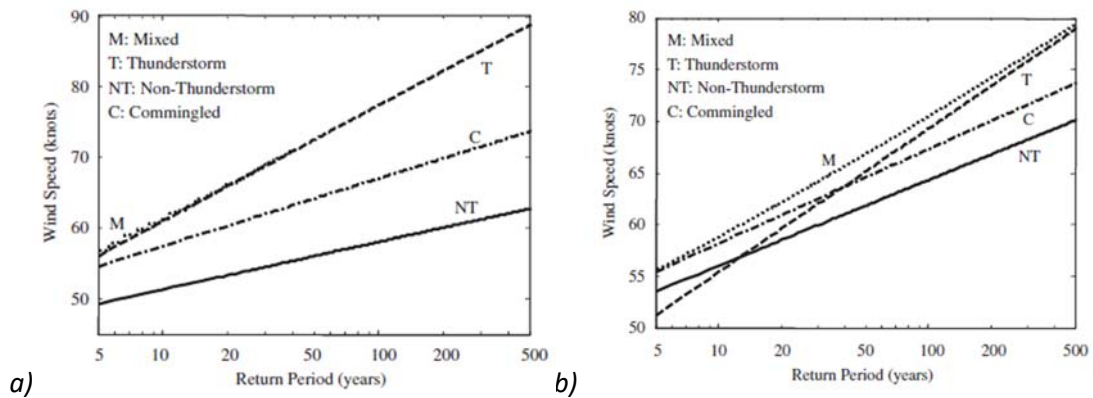 90
80
70
60
50
Wind Speed (knots)
M: Mixed
T: Thunderstorm
NT: Non-Thunderstorm
C: Commingled
T
C
M
NT
5 10 20 50 100 200 500
Return Period (years)
a)
80
75
70
65
60
55
50
Wind Speed (knots)
M: Mixed
T: Thunderstorm
NT: Non-Thunderstorm
C: Commingled
T
C
M
NT
5 10 20 50 100 200 500
Return Period (years)
b)